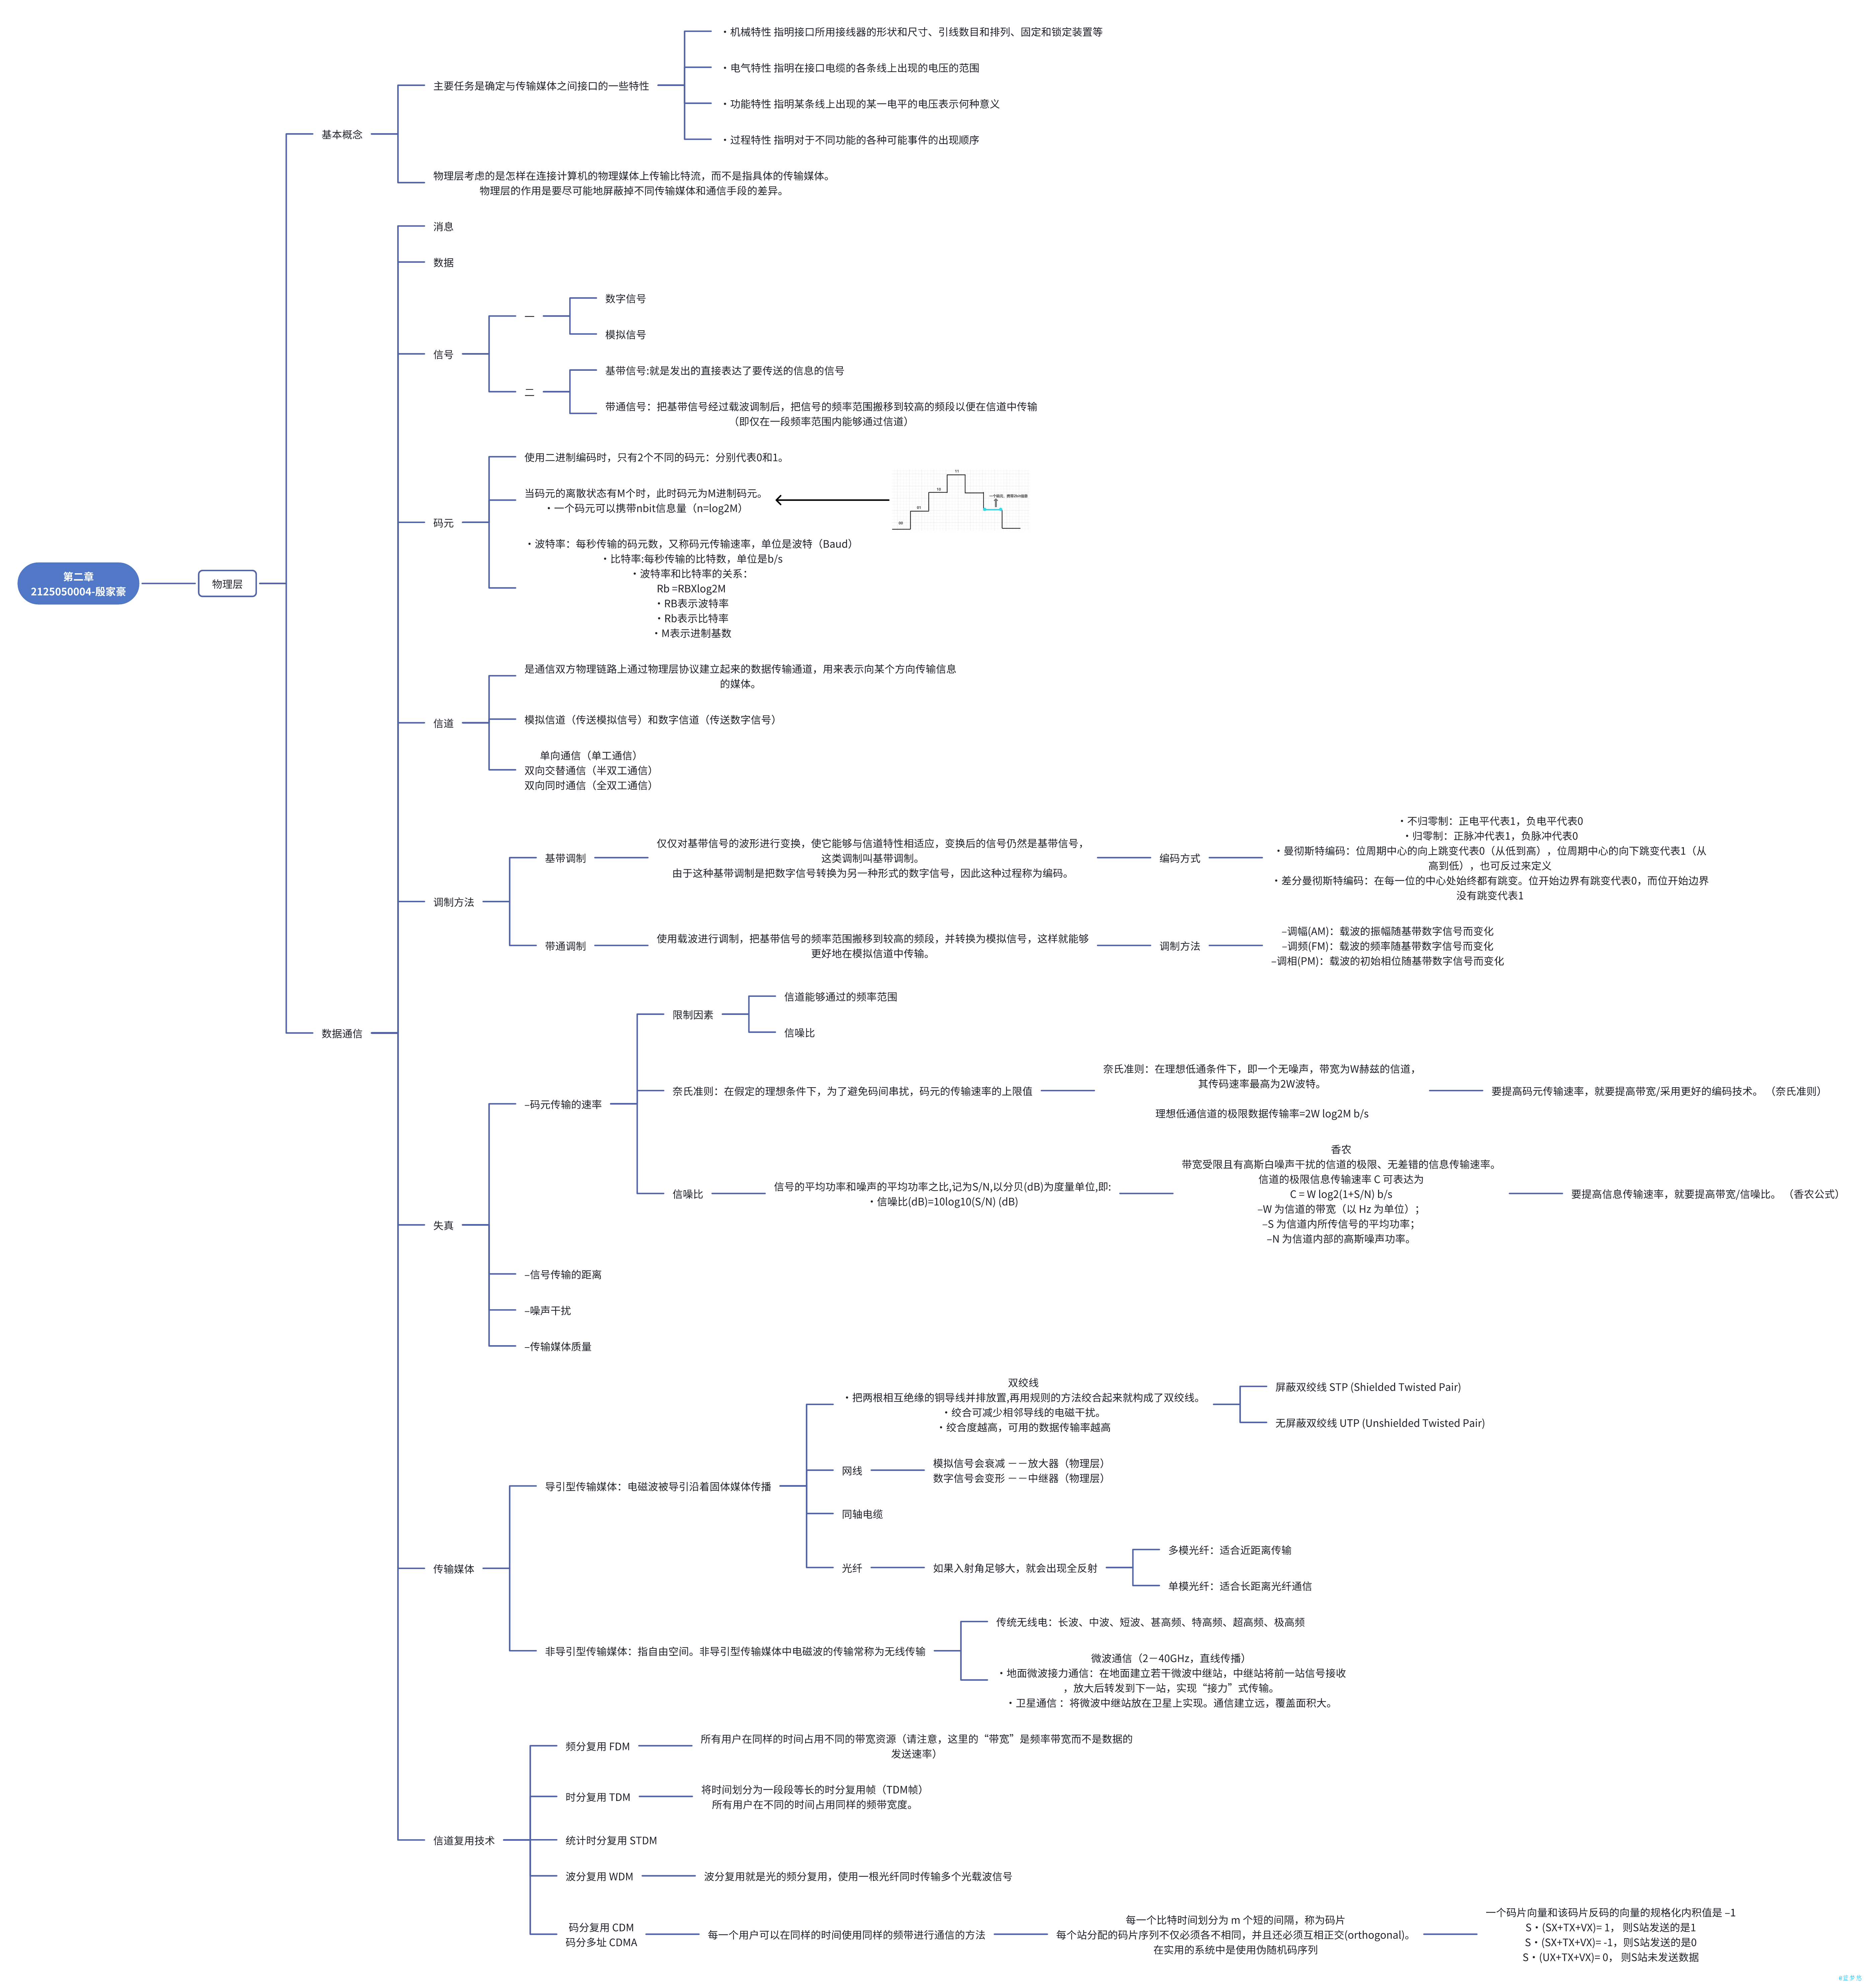 第二章
2125050004-殷家豪
物理层
基本概念
主要任务是确定与传输媒体之间接口的一些特性
•机械特性 指明接口所用接线器的形状和尺寸、引线数目和排列、固定和锁定装置等
•电气特性 指明在接口电缆的各条线上出现的电压的范围
•功能特性 指明某条线上出现的某一电平的电压表示何种意义
•过程特性 指明对于不同功能的各种可能事件的出现顺序
物理层考虑的是怎样在连接计算机的物理媒体上传输比特流，而不是指具体的传输媒体。
物理层的作用是要尽可能地屏蔽掉不同传输媒体和通信手段的差异。
数据通信
消息
数据
信号
一
数字信号
模拟信号
二
基带信号:就是发出的直接表达了要传送的信息的信号
带通信号：把基带信号经过载波调制后，把信号的频率范围搬移到较高的频段以便在信道中传输
（即仅在一段频率范围内能够通过信道）
码元
使用二进制编码时，只有2个不同的码元：分别代表0和1。
当码元的离散状态有M个时，此时码元为M进制码元。
•一个码元可以携带nbit信息量（n=log2M）
00
01
10
11
一个码元，携带2bit信息
•波特率：每秒传输的码元数，又称码元传输速率，单位是波特（Baud）
•比特率:每秒传输的比特数，单位是b/s
•波特率和比特率的关系：
Rb =RBXlog2M
•RB表示波特率
•Rb表示比特率
•M表示进制基数
信道
是通信双方物理链路上通过物理层协议建立起来的数据传输通道，用来表示向某个方向传输信息
的媒体。
模拟信道（传送模拟信号）和数字信道（传送数字信号）
单向通信（单工通信）
双向交替通信（半双工通信）
双向同时通信（全双工通信）
调制方法
基带调制
仅仅对基带信号的波形进行变换，使它能够与信道特性相适应，变换后的信号仍然是基带信号，
这类调制叫基带调制。
由于这种基带调制是把数字信号转换为另一种形式的数字信号，因此这种过程称为编码。
编码方式
•不归零制：正电平代表1，负电平代表0
•归零制：正脉冲代表1，负脉冲代表0
•曼彻斯特编码：位周期中心的向上跳变代表0（从低到高），位周期中心的向下跳变代表1（从
高到低），也可反过来定义
•差分曼彻斯特编码：在每一位的中心处始终都有跳变。位开始边界有跳变代表0，而位开始边界
没有跳变代表1
带通调制
使用载波进行调制，把基带信号的频率范围搬移到较高的频段，并转换为模拟信号，这样就能够
更好地在模拟信道中传输。
调制方法
–调幅(AM)：载波的振幅随基带数字信号而变化
–调频(FM)：载波的频率随基带数字信号而变化
–调相(PM)：载波的初始相位随基带数字信号而变化
失真
–码元传输的速率
限制因素
信道能够通过的频率范围
信噪比
奈氏准则：在假定的理想条件下，为了避免码间串扰，码元的传输速率的上限值
奈氏准则：在理想低通条件下，即一个无噪声，带宽为W赫兹的信道，
其传码速率最高为2W波特。
理想低通信道的极限数据传输率=2W log2M b/s
要提高码元传输速率，就要提高带宽/采用更好的编码技术。（奈氏准则）
信噪比
信号的平均功率和噪声的平均功率之比,记为S/N,以分贝(dB)为度量单位,即:
•信噪比(dB)=10log10(S/N) (dB)
香农
带宽受限且有高斯白噪声干扰的信道的极限、无差错的信息传输速率。
信道的极限信息传输速率 C 可表达为
C = W log2(1+S/N) b/s
–W 为信道的带宽（以 Hz 为单位）；
–S 为信道内所传信号的平均功率；
–N 为信道内部的高斯噪声功率。
要提高信息传输速率，就要提高带宽/信噪比。（香农公式）
–信号传输的距离
–噪声干扰
–传输媒体质量
传输媒体
导引型传输媒体：电磁波被导引沿着固体媒体传播
双绞线
•把两根相互绝缘的铜导线并排放置,再用规则的方法绞合起来就构成了双绞线。
•绞合可减少相邻导线的电磁干扰。
•绞合度越高，可用的数据传输率越高
屏蔽双绞线 STP (Shielded Twisted Pair)
无屏蔽双绞线 UTP (Unshielded Twisted Pair)
网线
模拟信号会衰减 ——放大器（物理层）
数字信号会变形 ——中继器（物理层）
同轴电缆
光纤
如果入射角足够大，就会出现全反射
多模光纤：适合近距离传输
单模光纤：适合长距离光纤通信
非导引型传输媒体：指自由空间。非导引型传输媒体中电磁波的传输常称为无线传输
传统无线电：长波、中波、短波、甚高频、特高频、超高频、极高频
微波通信（2－40GHz，直线传播）
•地面微波接力通信：在地面建立若干微波中继站，中继站将前一站信号接收
，放大后转发到下一站，实现“接力”式传输。
•卫星通信 ：将微波中继站放在卫星上实现。通信建立远，覆盖面积大。
信道复用技术
频分复用 FDM
所有用户在同样的时间占用不同的带宽资源（请注意，这里的“带宽”是频率带宽而不是数据的
发送速率）
时分复用 TDM
将时间划分为一段段等长的时分复用帧（TDM帧）
所有用户在不同的时间占用同样的频带宽度。
统计时分复用 STDM
波分复用 WDM
波分复用就是光的频分复用，使用一根光纤同时传输多个光载波信号
码分复用 CDM
码分多址 CDMA
每一个用户可以在同样的时间使用同样的频带进行通信的方法
每一个比特时间划分为 m 个短的间隔，称为码片
每个站分配的码片序列不仅必须各不相同，并且还必须互相正交(orthogonal)。
在实用的系统中是使用伪随机码序列
一个码片向量和该码片反码的向量的规格化内积值是 –1
S•(SX+TX+VX)= 1， 则S站发送的是1
S•(SX+TX+VX)= -1，则S站发送的是0
S•(UX+TX+VX)= 0， 则S站未发送数据